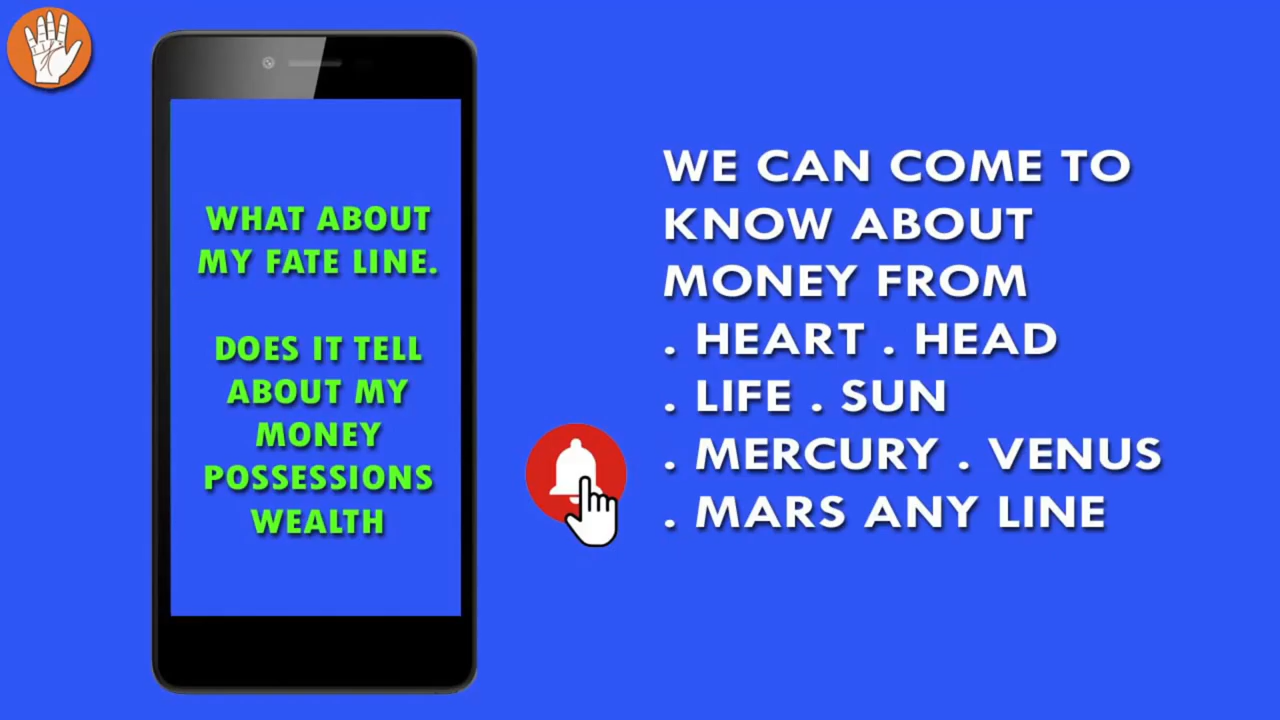 WHAT ABOUT
MY FATE LINE.
DOES IT TELL
ABOUT MY
MONEY
POSSESSIONS
WEALTH
WE CAN COME TO
KNOW ABOUT
MONEY FROM
. HEART . HEAD
. LIFE . SUN
. MERCURY . VENUS
. MARS ANY LINE